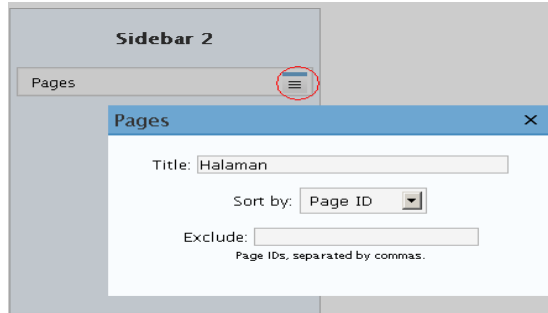 Sidebar 2
Pages
Pages
Title: Halaman
Sort by: Page ID
Exclude:
Page IDs, separated by commas.